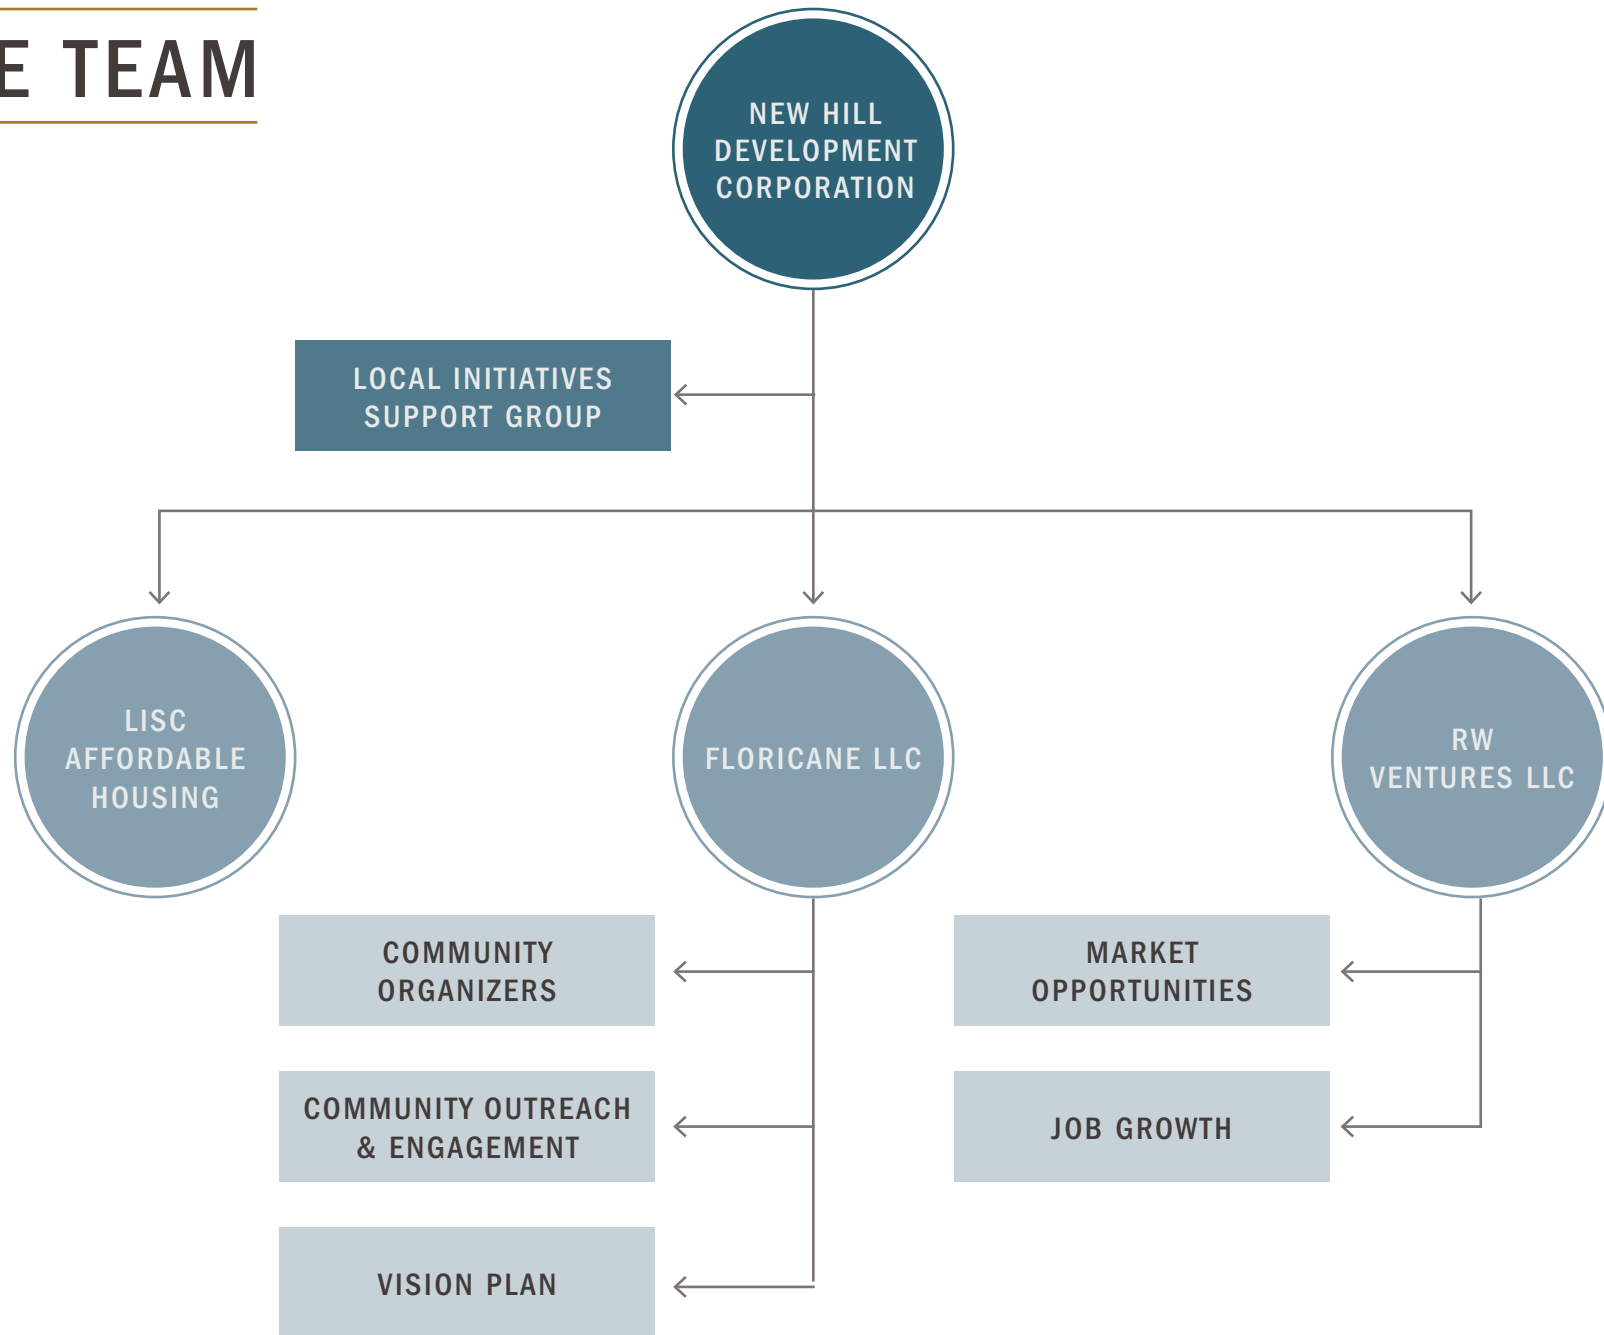 E TEAM
NEW HILL
DEVELOPMENT
CORPORATION
LOCAL INITIATIVES
SUPPORT GROUP
LISC
AFFORDABLE
HOUSING
FLORICANE LLC
RW
VENTURES LLC
COMMUNITY
ORGANIZERS
MARKET
OPPORTUNITIES
COMMUNITY OUTREACH
& ENGAGEMENT
JOB GROWTH
VISION PLAN